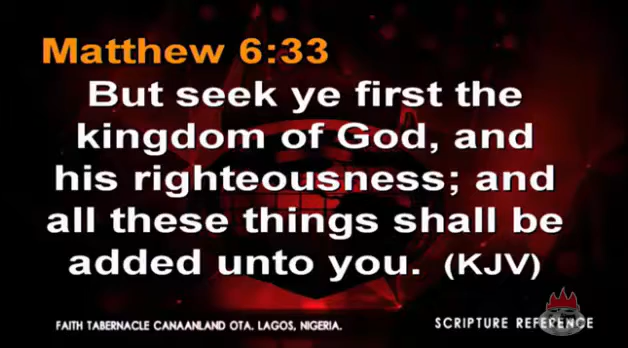 Matthew 6:33
But seek ye first the
kingdom of God, and
his righteousness; and
all these things shall be
added unto you. (KJV)
FAITH TABERNACLE CANAANLAND OTA. LAGOS, NIGERIA.
SCRIPTURE REFERENCE